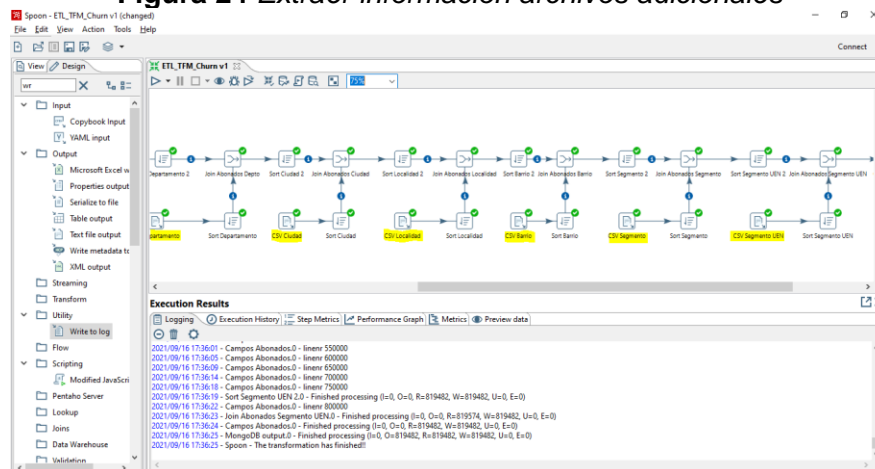 Figura 21 Extraer información archivos adicionales
Spoon - ETL_TFM_Churn v1 (changed)
File Edit View Action Tools Help
Connect
View Design
wr
Input
Copybook Input
YAML input
Output
Microsoft Excel w
Properties output
Serialize to file
Table output
Text file output
Write metadata to
XML output
Streaming
Transform
Utility
Write to log
Flow
Scripting
Modified JavaScri
Pentaho Server
Lookup
Joins
Data Warehouse
Validation
ETL_TFM_Churn v1
75%
Departamento 2 Join Abonados Depto Sort Ciudad 2 Join Abonados Ciudad Sort Localidad 2 Join Abonados Localidad Sort Barrio 2 Join Abonados Barrio Sort Segmento 2 Join Abonados Segmento Sort Segmento UEN 2 Join Abonados Segmento UEN
partamento Sort Departamento CSV Ciudad Sort Ciudad CSV Localidad Sort Localidad CSV Barrio Sort Barrio CSV Segmento Sort Segmento CSV Segmento UEN Sort Segmento UEN
Execution Results
Logging Execution History Step Metrics Performance Graph Metrics Preview data
2021/09/16 17:36:01 - Campos Abonados.0 - linenr 550000
2021/09/16 17:36:05 - Campos Abonados.0 - linenr 600000
2021/09/16 17:36:09 - Campos Abonados.0 - linenr 650000
2021/09/16 17:36:14 - Campos Abonados.0 - linenr 700000
2021/09/16 17:36:18 - Campos Abonados.0 - linenr 750000
2021/09/16 17:36:19 - Sort Segmento UEN 2.0 - Finished processing (I=0, O=0, R=819482, W=819482, U=0, E=0)
2021/09/16 17:36:22 - Campos Abonados.0 - linenr 800000
2021/09/16 17:36:23 - Join Abonados Segmento UEN.0 - Finished processing (I=0, O=0, R=819574, W=819482, U=0, E=0)
2021/09/16 17:36:24 - Campos Abonados.0 - Finished processing (I=0, O=0, R=819482, W=819482, U=0, E=0)
2021/09/16 17:36:25 - MongoDB output.0 - Finished processing (I=0, O=819482, R=819482, W=819482, U=0, E=0)
2021/09/16 17:36:25 - Spoon - The transformation has finished!!